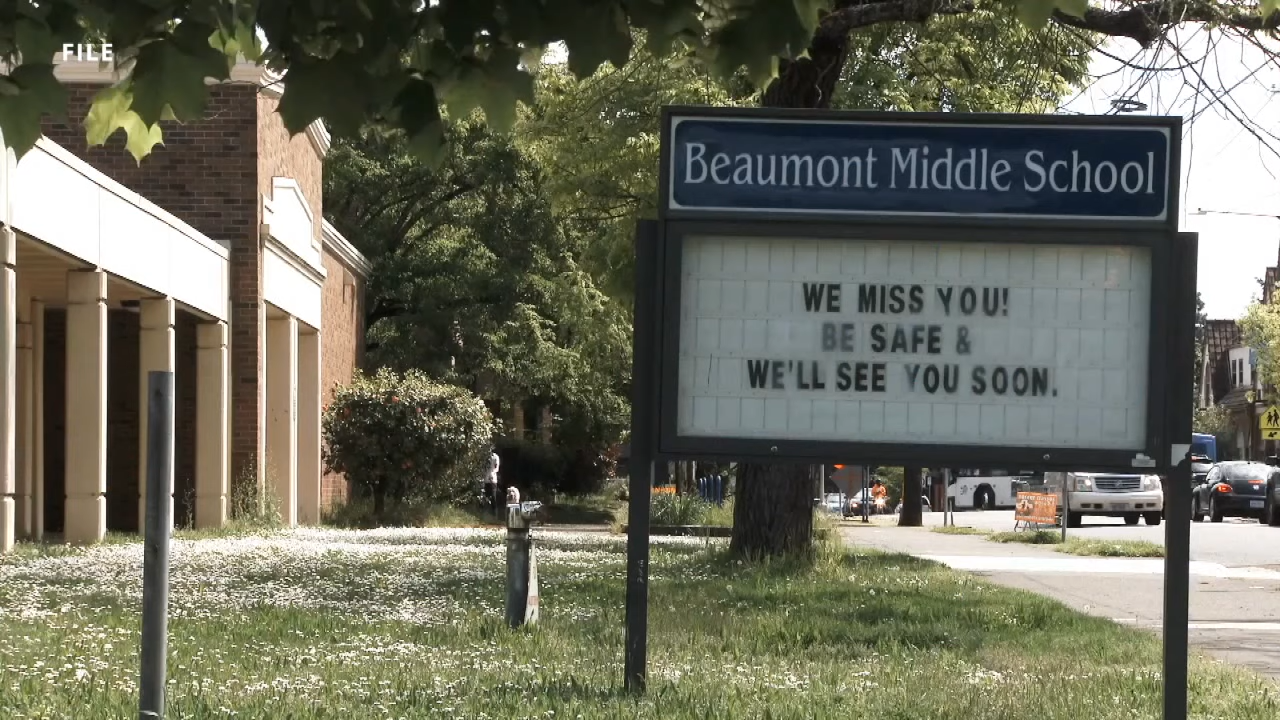 FILE
Beaumont Middle School
WE MISS YOU!
BE SAFE &
WE'LL SEE YOU SOON.